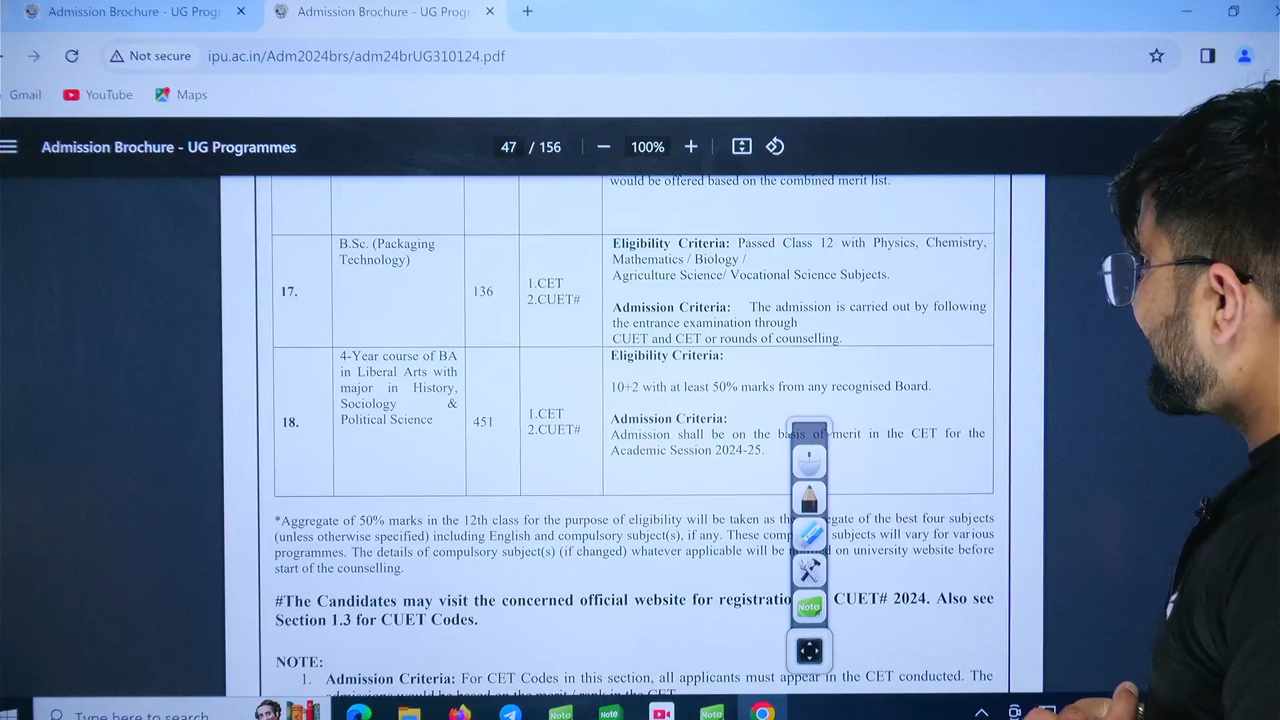 Admission Brochure - UG Progr
Admission Brochure - UG Progr
Not secure
ipu.ac.in/Adm2024brs/adm24brUG310124.pdf
Gmail
YouTube
Maps
Admission Brochure - UG Programmes
47 / 156
100%
would be offered based on the combined merit list.
17.
B.Sc. (Packaging
Technology)
136
1.CET
2.CUET#
Eligibility Criteria: Passed Class 12 with Physics, Chemistry,
Mathematics / Biology /
Agriculture Science/ Vocational Science Subjects.
Admission Criteria: The admission is carried out by following
the entrance examination through
CUET and CET or rounds of counselling.
18.
4-Year course of BA
in Liberal Arts with
major in History,
Sociology &
Political Science
451
1.CET
2.CUET#
Eligibility Criteria:
10+2 with at least 50% marks from any recognised Board.
Admission Criteria:
Admission shall be on the basis of merit in the CET for the
Academic Session 2024-25.
*Aggregate of 50% marks in the 12th class for the purpose of eligibility will be taken as the egate of the best four subjects
(unless otherwise specified) including English and compulsory subject(s), if any. These comp subjects will vary for various
programmes. The details of compulsory subject(s) (if changed) whatever applicable will be on university website before
start of the counselling.
#The Candidates may visit the concerned official website for registratio CUET# 2024. Also see
Section 1.3 for CUET Codes.
NOTE:
1. Admission Criteria: For CET Codes in this section, all applicants must appear in the CET conducted. The
Note
Type here to search
Note
Note
Note